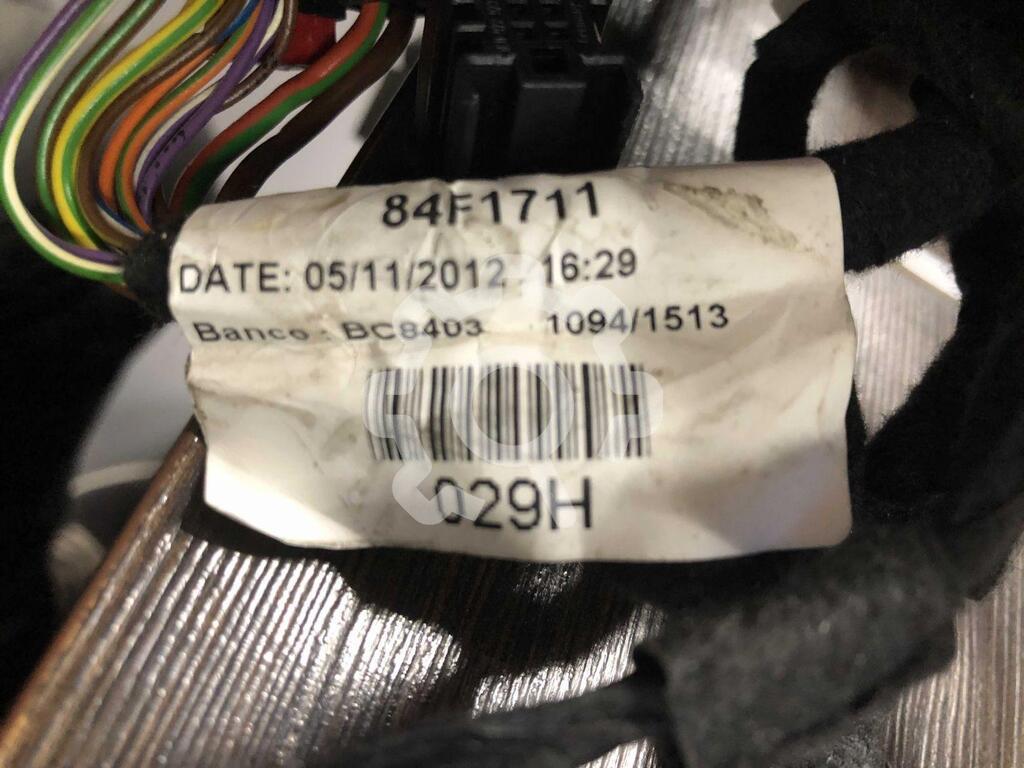 84F1711
DATE: 05/11/2012 16:29
Banco : BC8403 1094/1513
029H